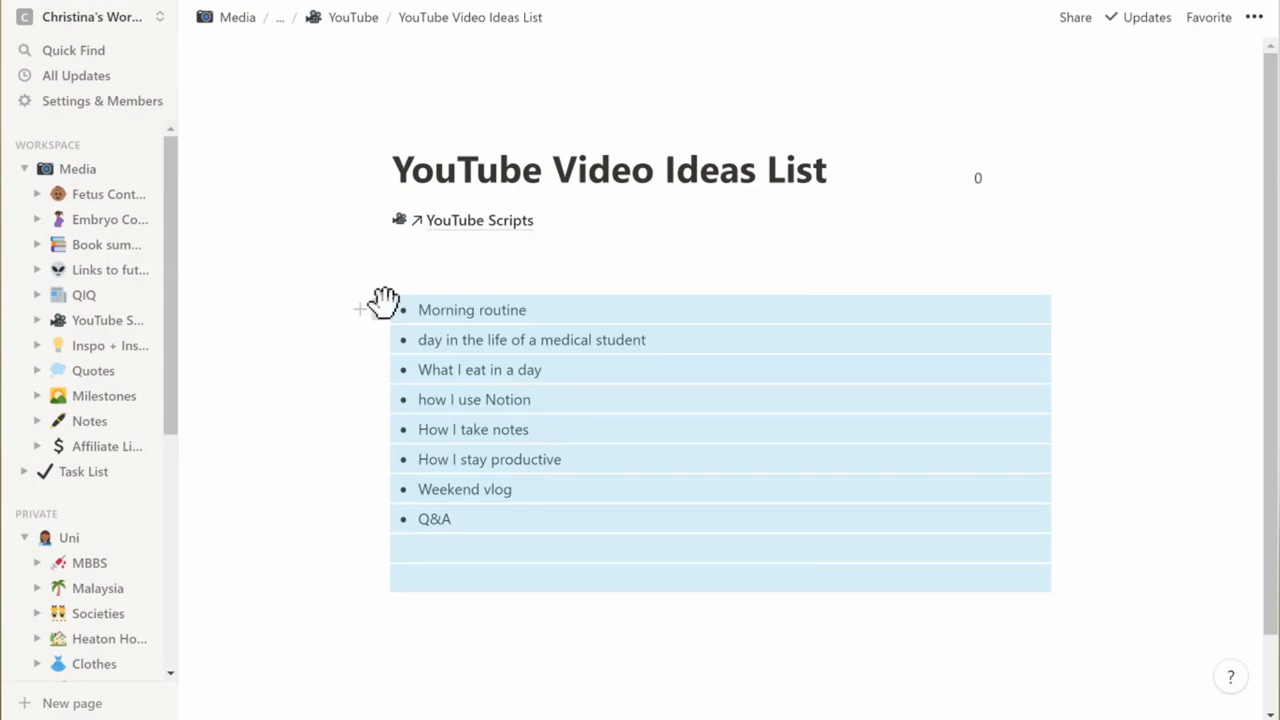 C Christina's Wor...
Media / ... / YouTube / YouTube Video Ideas List
Share Updates Favorite •••
Quick Find
All Updates
Settings & Members
WORKSPACE
Media
Fetus Cont...
Embryo Co...
Book sum...
Links to fut...
QIQ
YouTube S...
Inspo + Ins...
Quotes
Milestones
Notes
$ Affiliate Li...
Task List
PRIVATE
Uni
MBBS
Malaysia
Societies
Heaton Ho...
Clothes
+ New page
YouTube Video Ideas List
0
↗ YouTube Scripts
+ • Morning routine
• day in the life of a medical student
• What I eat in a day
• how I use Notion
• How I take notes
• How I stay productive
• Weekend vlog
• Q&A
?